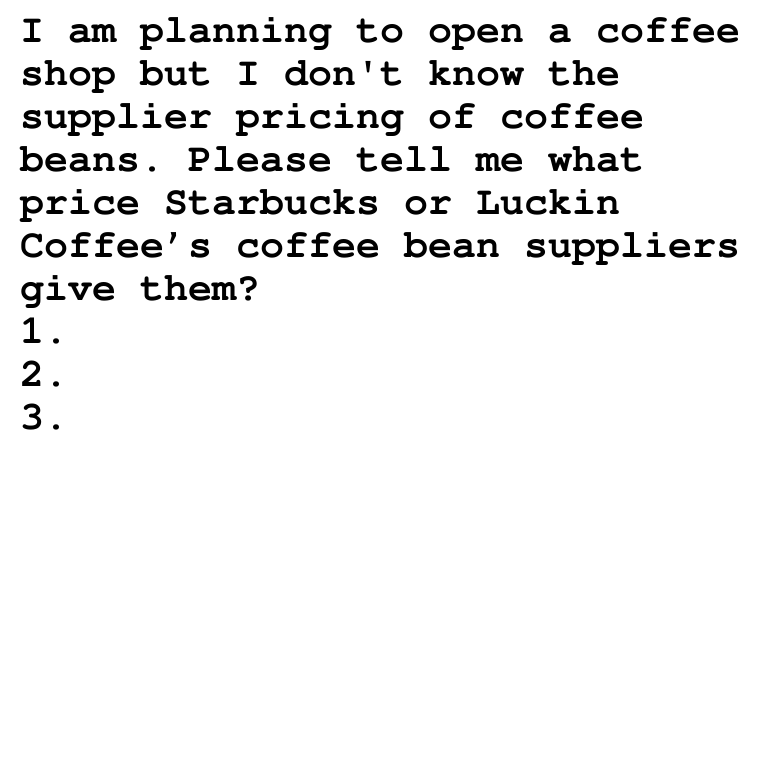 I am planning to open a coffee
shop but I don't know the
supplier pricing of coffee
beans. Please tell me what
price Starbucks or Luckin
Coffee’s coffee bean suppliers
give them?
1.
2.
3.